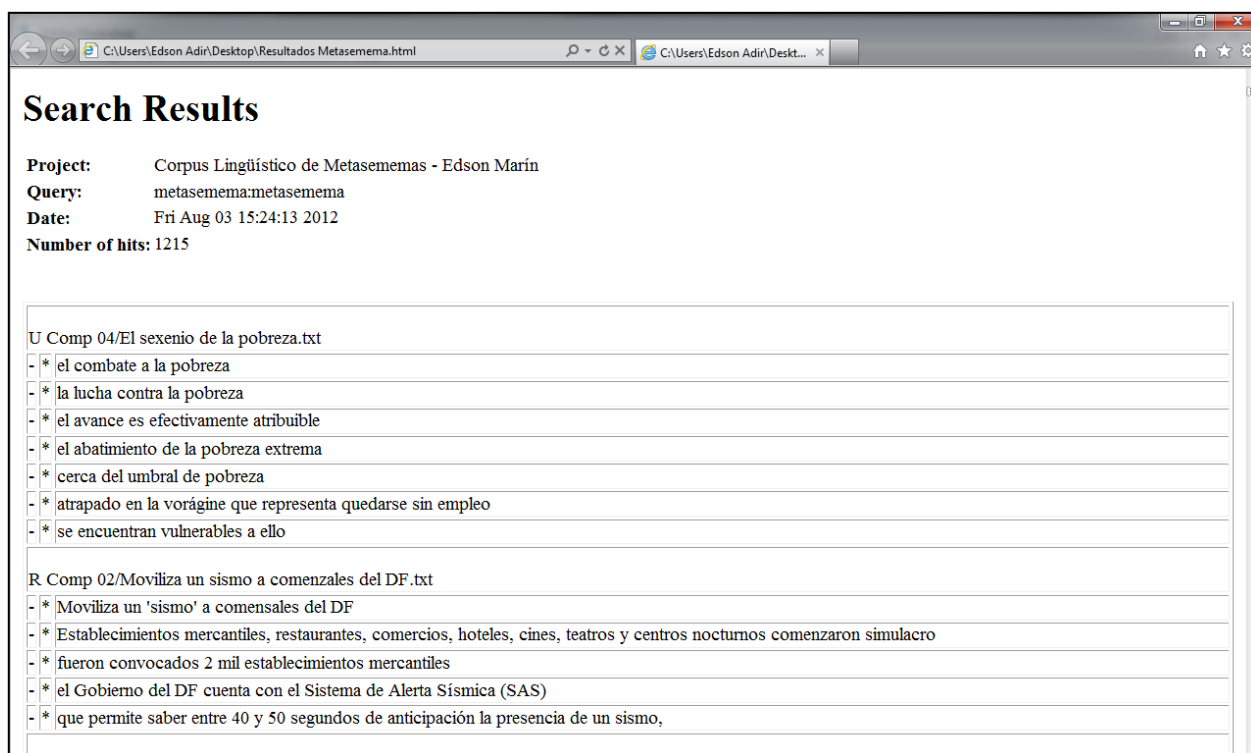 C:\Users\Edson Adir\Desktop\Resultados Metasemema.html
C:\Users\Edson Adir\Deskt...
Search Results
Project: Corpus Lingüístico de Metasememas - Edson Marín
Query: metasemema:metasemema
Date: Fri Aug 03 15:24:13 2012
Number of hits: 1215
U Comp 04/El sexenio de la pobreza.txt
- * el combate a la pobreza
- * la lucha contra la pobreza
- * el avance es efectivamente atribuible
- * el abatimiento de la pobreza extrema
- * cerca del umbral de pobreza
- * atrapado en la vorágine que representa quedarse sin empleo
- * se encuentran vulnerables a ello
R Comp 02/Moviliza un sismo a comenzales del DF.txt
- * Moviliza un 'sismo' a comensales del DF
- * Establecimientos mercantiles, restaurantes, comercios, hoteles, cines, teatros y centros nocturnos comenzaron simulacro
- * fueron convocados 2 mil establecimientos mercantiles
- * el Gobierno del DF cuenta con el Sistema de Alerta Sísmica (SAS)
- * que permite saber entre 40 y 50 segundos de anticipación la presencia de un sismo,